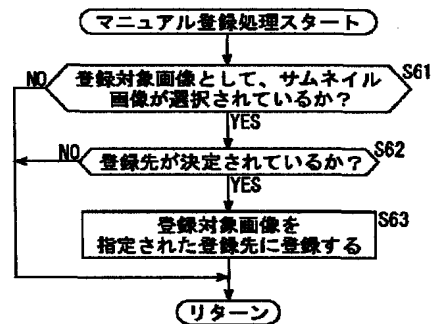 マニュアル登録処理スタート
NO
登録対象画像として、サムネイル
画像が選択されているか?
S61
YES
NO
登録先が決定されているか?
S62
YES
登録対象画像を
指定された登録先に登録する
S63
リターン